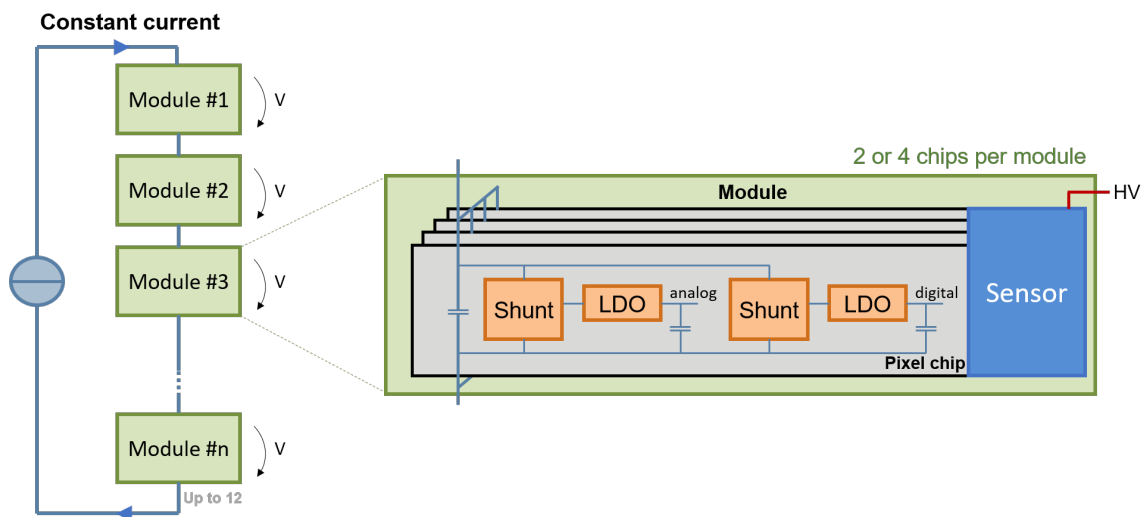 Constant current
Module #1
V
Module #2
V
Module #3
V
Module #n
V
Up to 12
2 or 4 chips per module
Module
HV
Shunt
LDO
analog
Shunt
LDO
digital
Sensor
Pixel chip